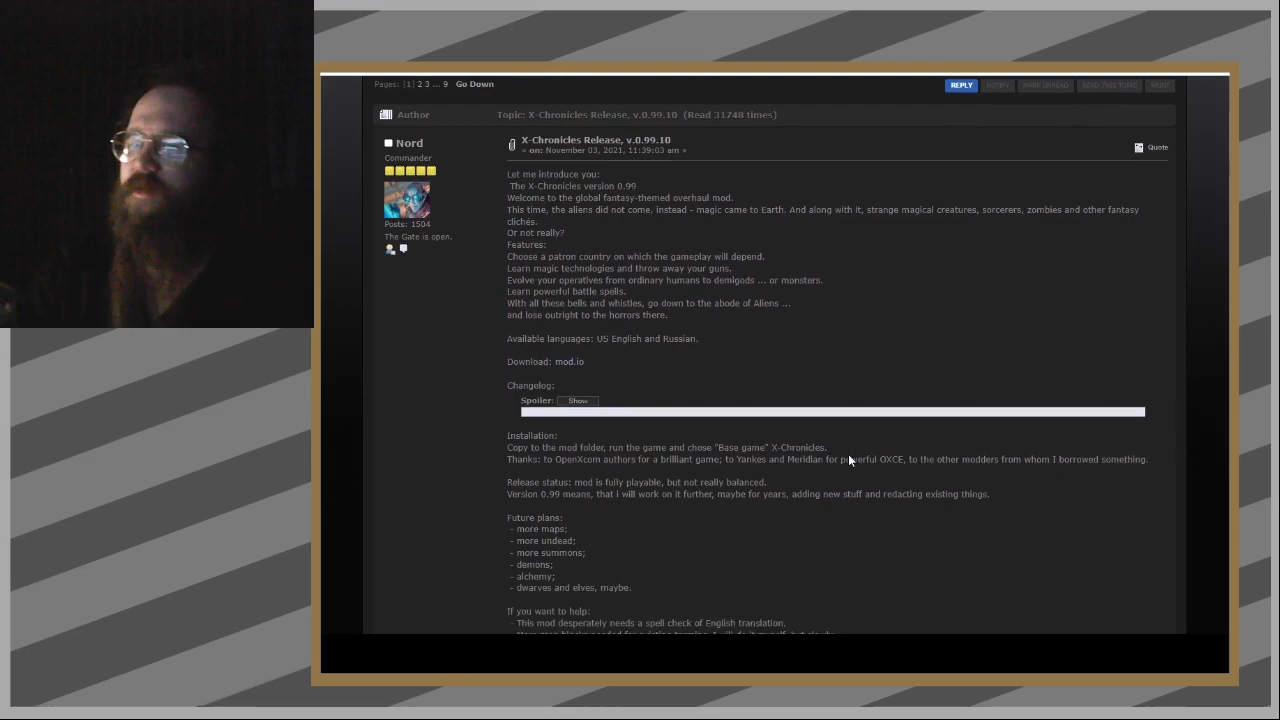 Pages: [1] 2 3 ... 9 Go Down
REPLY NOTIFY MARK UNREAD SEND THIS TOPIC PRINT
Author Topic: X-Chronicles Release, v.0.99.10 (Read 31748 times)
Nord
Commander
Posts: 1504
The Gate is open.
X-Chronicles Release, v.0.99.10
« on: November 03, 2021, 11:39:03 am »
Quote
Let me introduce you:
The X-Chronicles version 0.99
Welcome to the global fantasy-themed overhaul mod.
This time, the aliens did not come, instead - magic came to Earth. And along with it, strange magical creatures, sorcerers, zombies and other fantasy
clichés.
Or not really?
Features:
Choose a patron country on which the gameplay will depend.
Learn magic technologies and throw away your guns.
Evolve your operatives from ordinary humans to demigods ... or monsters.
Learn powerful battle spells.
With all these bells and whistles, go down to the abode of Aliens ...
and lose outright to the horrors there.
Available languages: US English and Russian.
Download: mod.io
Changelog:
Spoiler: Show
Installation:
Copy to the mod folder, run the game and chose "Base game" X-Chronicles.
Thanks: to OpenXcom authors for a brilliant game; to Yankes and Meridian for powerful OXCE, to the other modders from whom I borrowed something.
Release status: mod is fully playable, but not really balanced.
Version 0.99 means, that i will work on it further, maybe for years, adding new stuff and redacting existing things.
Future plans:
- more maps;
- more undead;
- more summons;
- demons;
- alchemy;
- dwarves and elves, maybe.
If you want to help:
- This mod desperately needs a spell check of English translation.